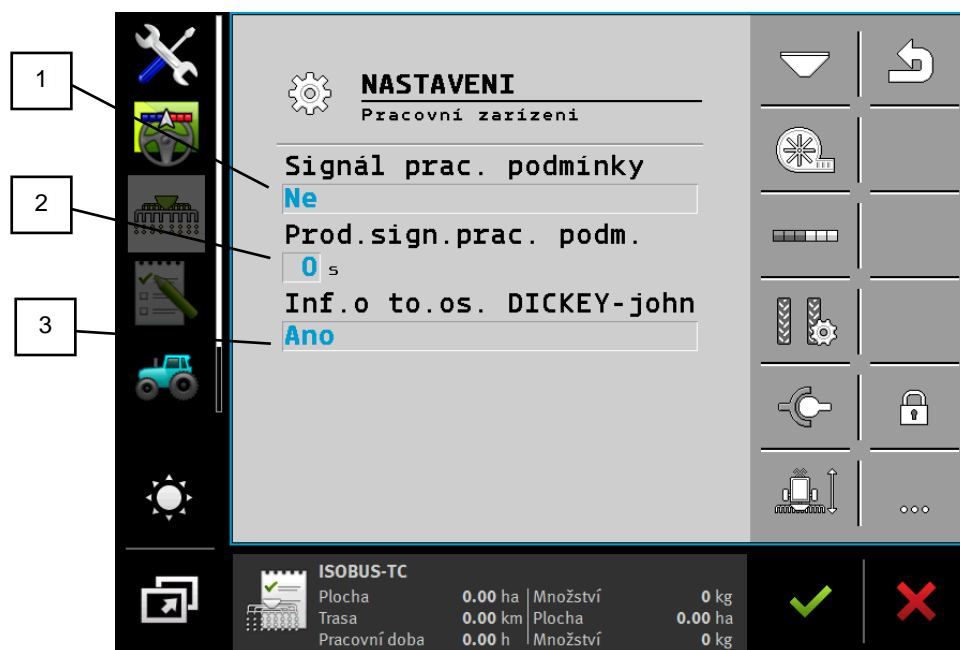 1
2
3
NASTAVENI
Pracovní zarízeni
Signál prac. podmínky
Ne
Prod.sign.prac. podm.
0 s
Inf.o to.os. DICKEY-john
Ano
ISOBUS-TC
Plocha 0.00 ha Množství 0 kg
Trasa 0.00 km Plocha 0.00 ha
Pracovní doba 0.00 h Množství 0 kg